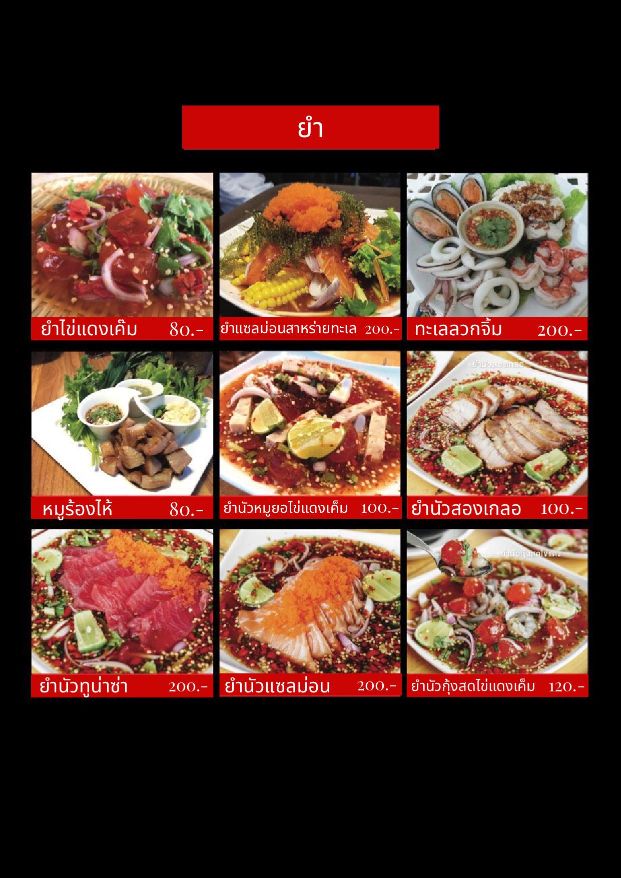 ยำ
ยำไข่แดงเค็ม 80.-
ยำแซลม่อนสาหร่ายทะเล 200.-
ทะเลลวกจิ้ม 200.-
หมูร้องไห้ 80.-
ยำนัวหมูยอไข่แดงเค็ม 100.-
ยำนัวสองเกลอ 100.-
ยำนัวทูน่าซ่า 200.-
ยำนัวแซลม่อน 200.-
ยำนัวกุ้งสดไข่แดงเค็ม 120.-